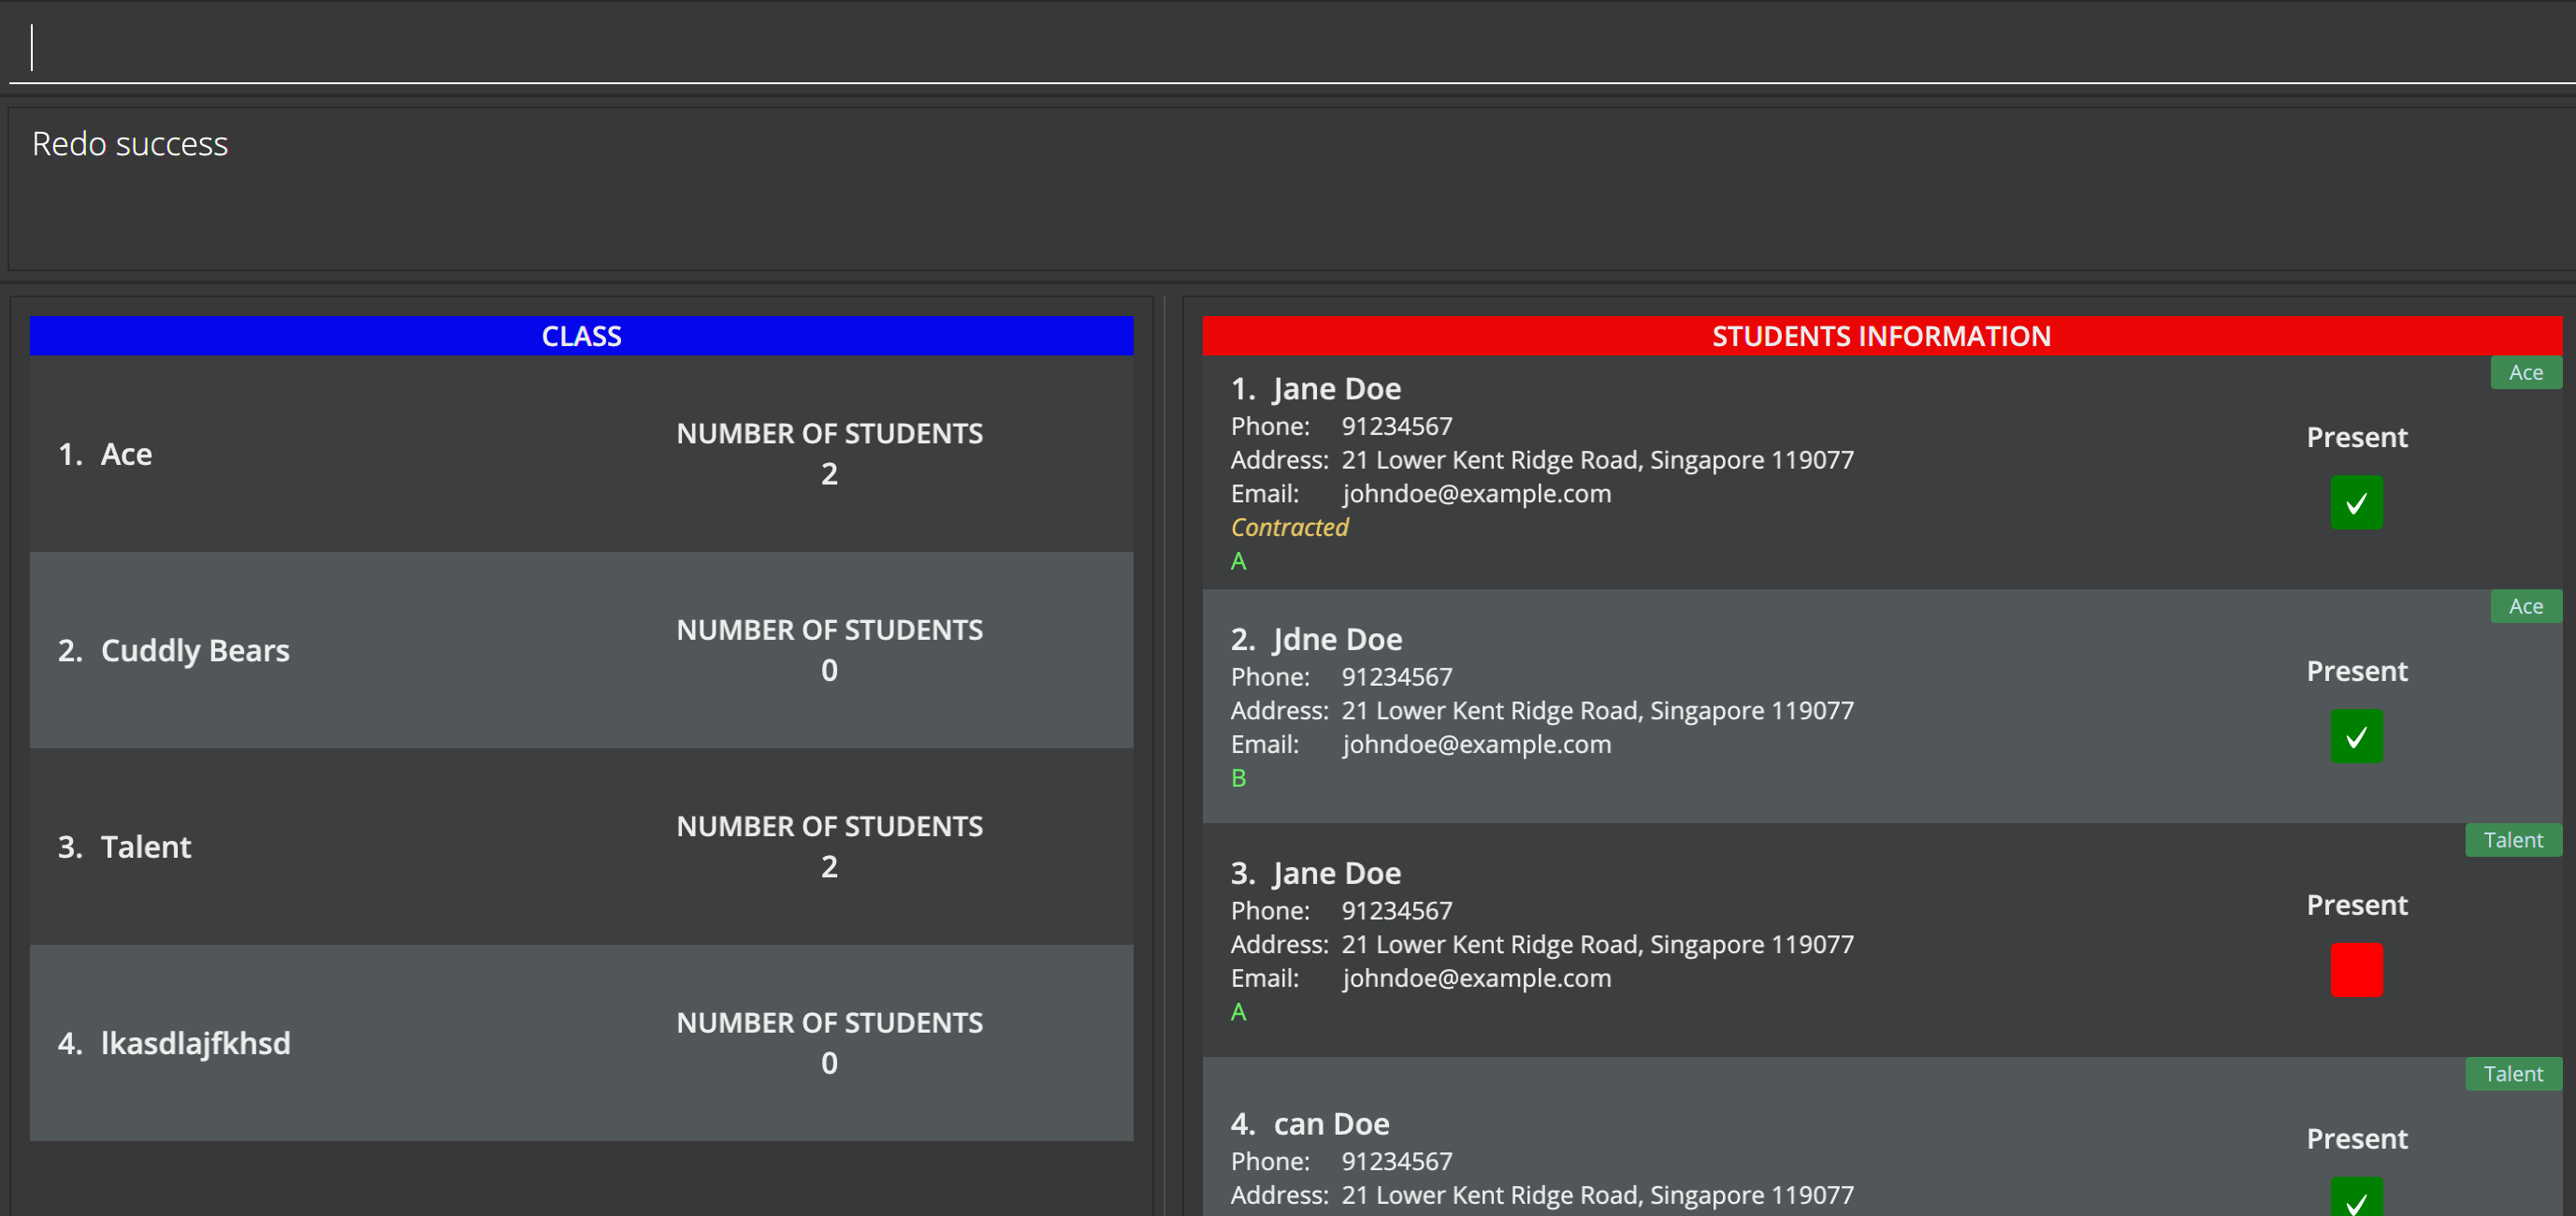 Redo success
CLASS
1. Ace
NUMBER OF STUDENTS
2
2. Cuddly Bears
NUMBER OF STUDENTS
0
3. Talent
NUMBER OF STUDENTS
2
4. lkasdlajfkhsd
NUMBER OF STUDENTS
0
STUDENTS INFORMATION
Ace
1. Jane Doe
Phone: 91234567
Address: 21 Lower Kent Ridge Road, Singapore 119077
Email: johndoe@example.com
Contracted
A
Present
Ace
2. Jdne Doe
Phone: 91234567
Address: 21 Lower Kent Ridge Road, Singapore 119077
Email: johndoe@example.com
B
Present
Talent
3. Jane Doe
Phone: 91234567
Address: 21 Lower Kent Ridge Road, Singapore 119077
Email: johndoe@example.com
A
Present
Talent
4. can Doe
Phone: 91234567
Address: 21 Lower Kent Ridge Road, Singapore 119077
Present